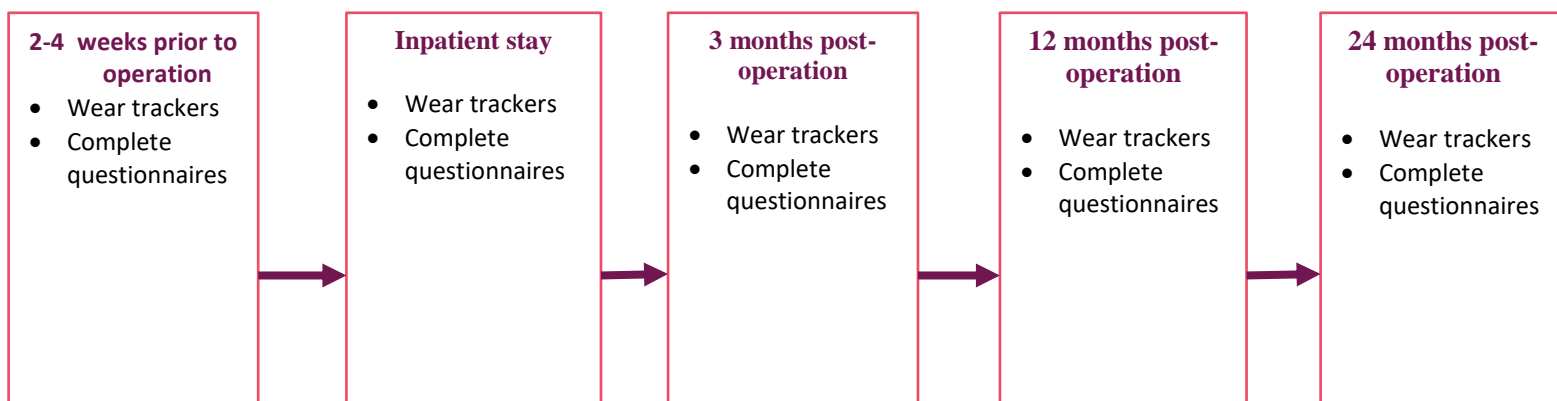 2-4 weeks prior to
operation
• Wear trackers
• Complete
questionnaires
Inpatient stay
• Wear trackers
• Complete
questionnaires
3 months post-
operation
• Wear trackers
• Complete
questionnaires
12 months post-
operation
• Wear trackers
• Complete
questionnaires
24 months post-
operation
• Wear trackers
• Complete
questionnaires